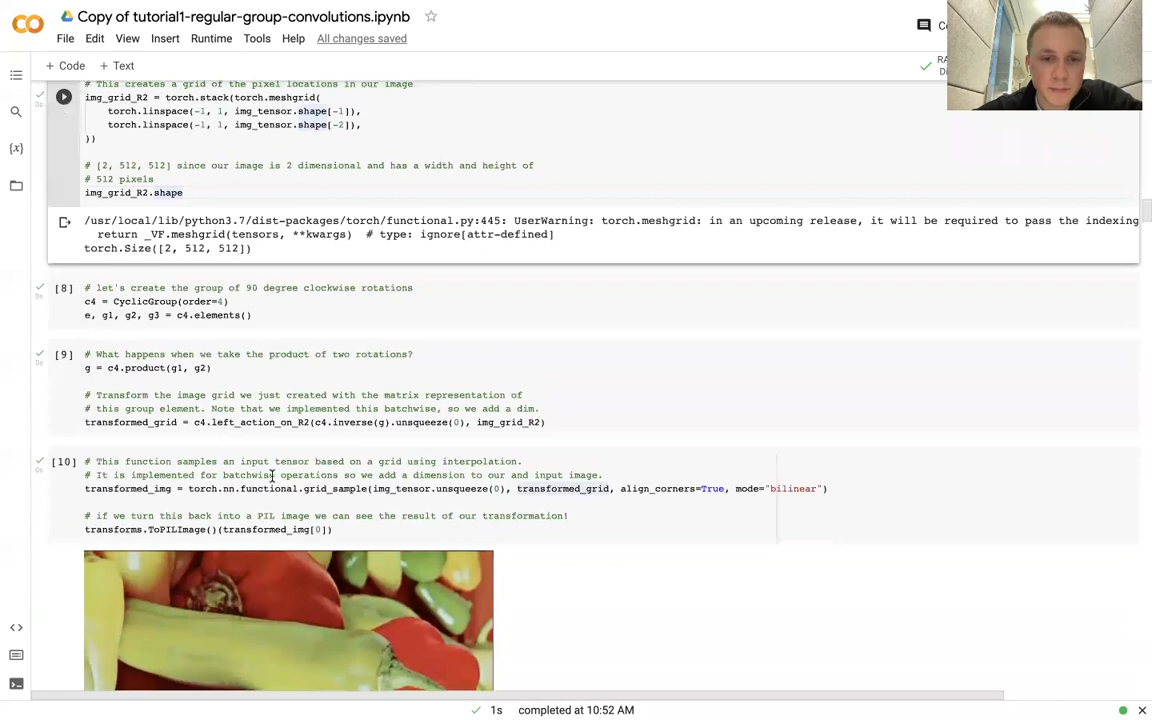 Copy of tutorial1-regular-group-convolutions.ipynb
File Edit View Insert Runtime Tools Help All changes saved
+ Code + Text
# This creates a grid of the pixel locations in our image
img_grid_R2 = torch.stack(torch.meshgrid(
torch.linspace(-1, 1, img_tensor.shape[-1]),
torch.linspace(-1, 1, img_tensor.shape[-2]),
))
# [2, 512, 512] since our image is 2 dimensional and has a width and height of
# 512 pixels
img_grid_R2.shape
/usr/local/lib/python3.7/dist-packages/torch/functional.py:445: UserWarning: torch.meshgrid: in an upcoming release, it will be required to pass the indexing
return _VF.meshgrid(tensors, **kwargs) # type: ignore[attr-defined]
torch.Size([2, 512, 512])
[8] # let's create the group of 90 degree clockwise rotations
0s
c4 = CyclicGroup(order=4)
e, g1, g2, g3 = c4.elements()
[9] # What happens when we take the product of two rotations?
0s
g = c4.product(g1, g2)
# Transform the image grid we just created with the matrix representation of
# this group element. Note that we implemented this batchwise, so we add a dim.
transformed_grid = c4.left_action_on_R2(c4.inverse(g).unsqueeze(0), img_grid_R2)
[10] # This function samples an input tensor based on a grid using interpolation.
0s
# It is implemented for batchwise operations so we add a dimension to our and input image.
transformed_img = torch.nn.functional.grid_sample(img_tensor.unsqueeze(0), transformed_grid, align_corners=True, mode="bilinear")
# if we turn this back into a PIL image we can see the result of our transformation!
transforms.ToPILImage()(transformed_img[0])
1s completed at 10:52 AM